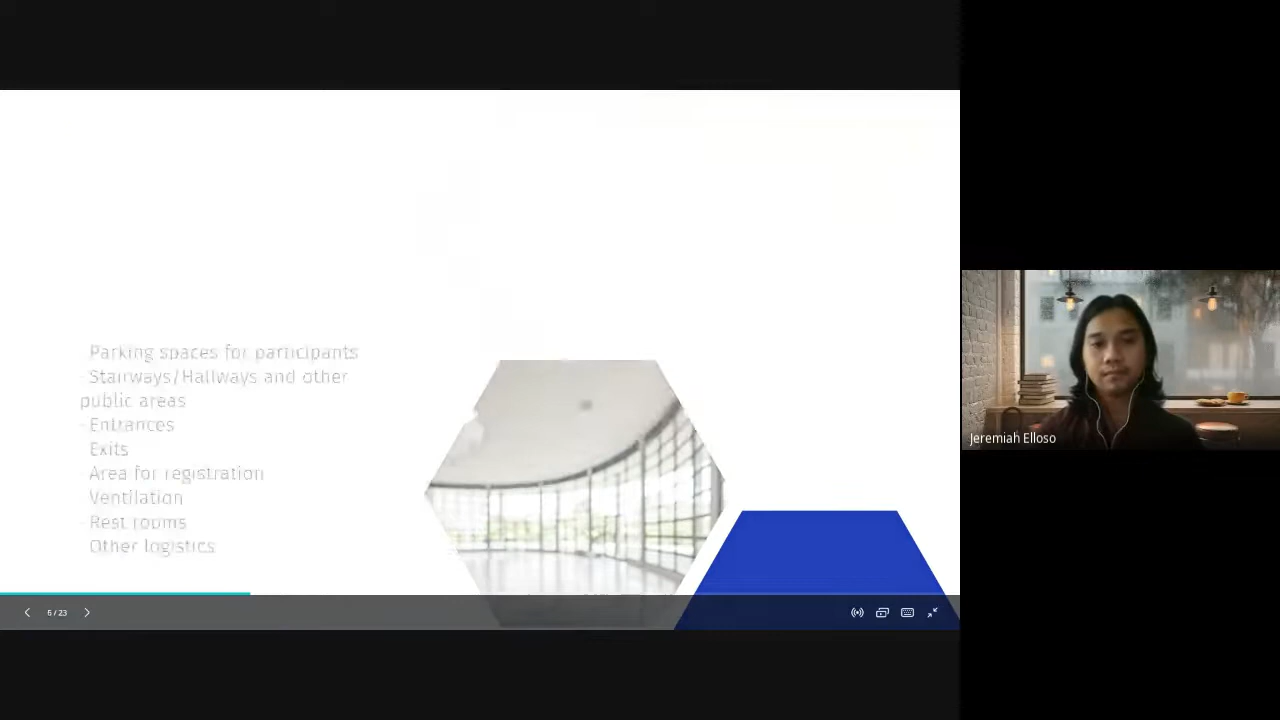 Parking spaces for participants
- Stairways/Hallways and other
public areas
- Entrances
Exits
Area for registration
Ventilation
- Rest rooms
Other logistics
6 / 23
Jeremiah Elloso